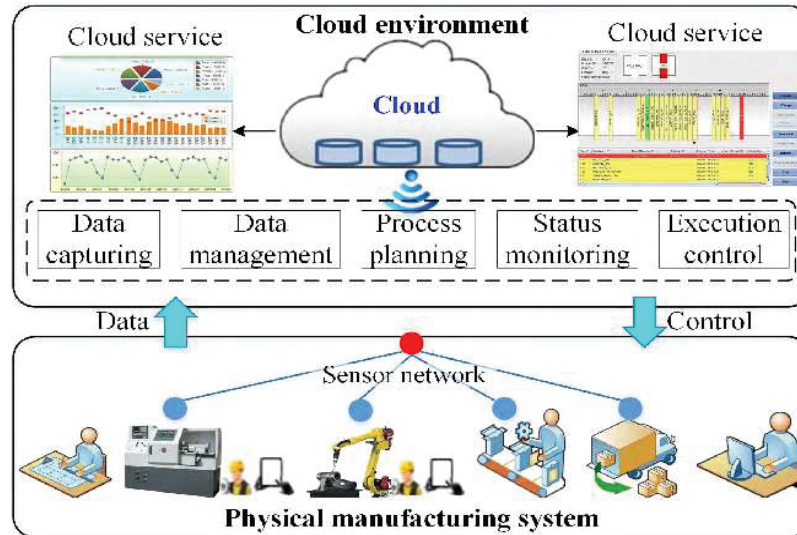 Cloud environment
Cloud service
Cloud service
Cloud
Data
capturing
Data
management
Process
planning
Status
monitoring
Execution
control
Data
Control
Sensor network
Physical manufacturing system